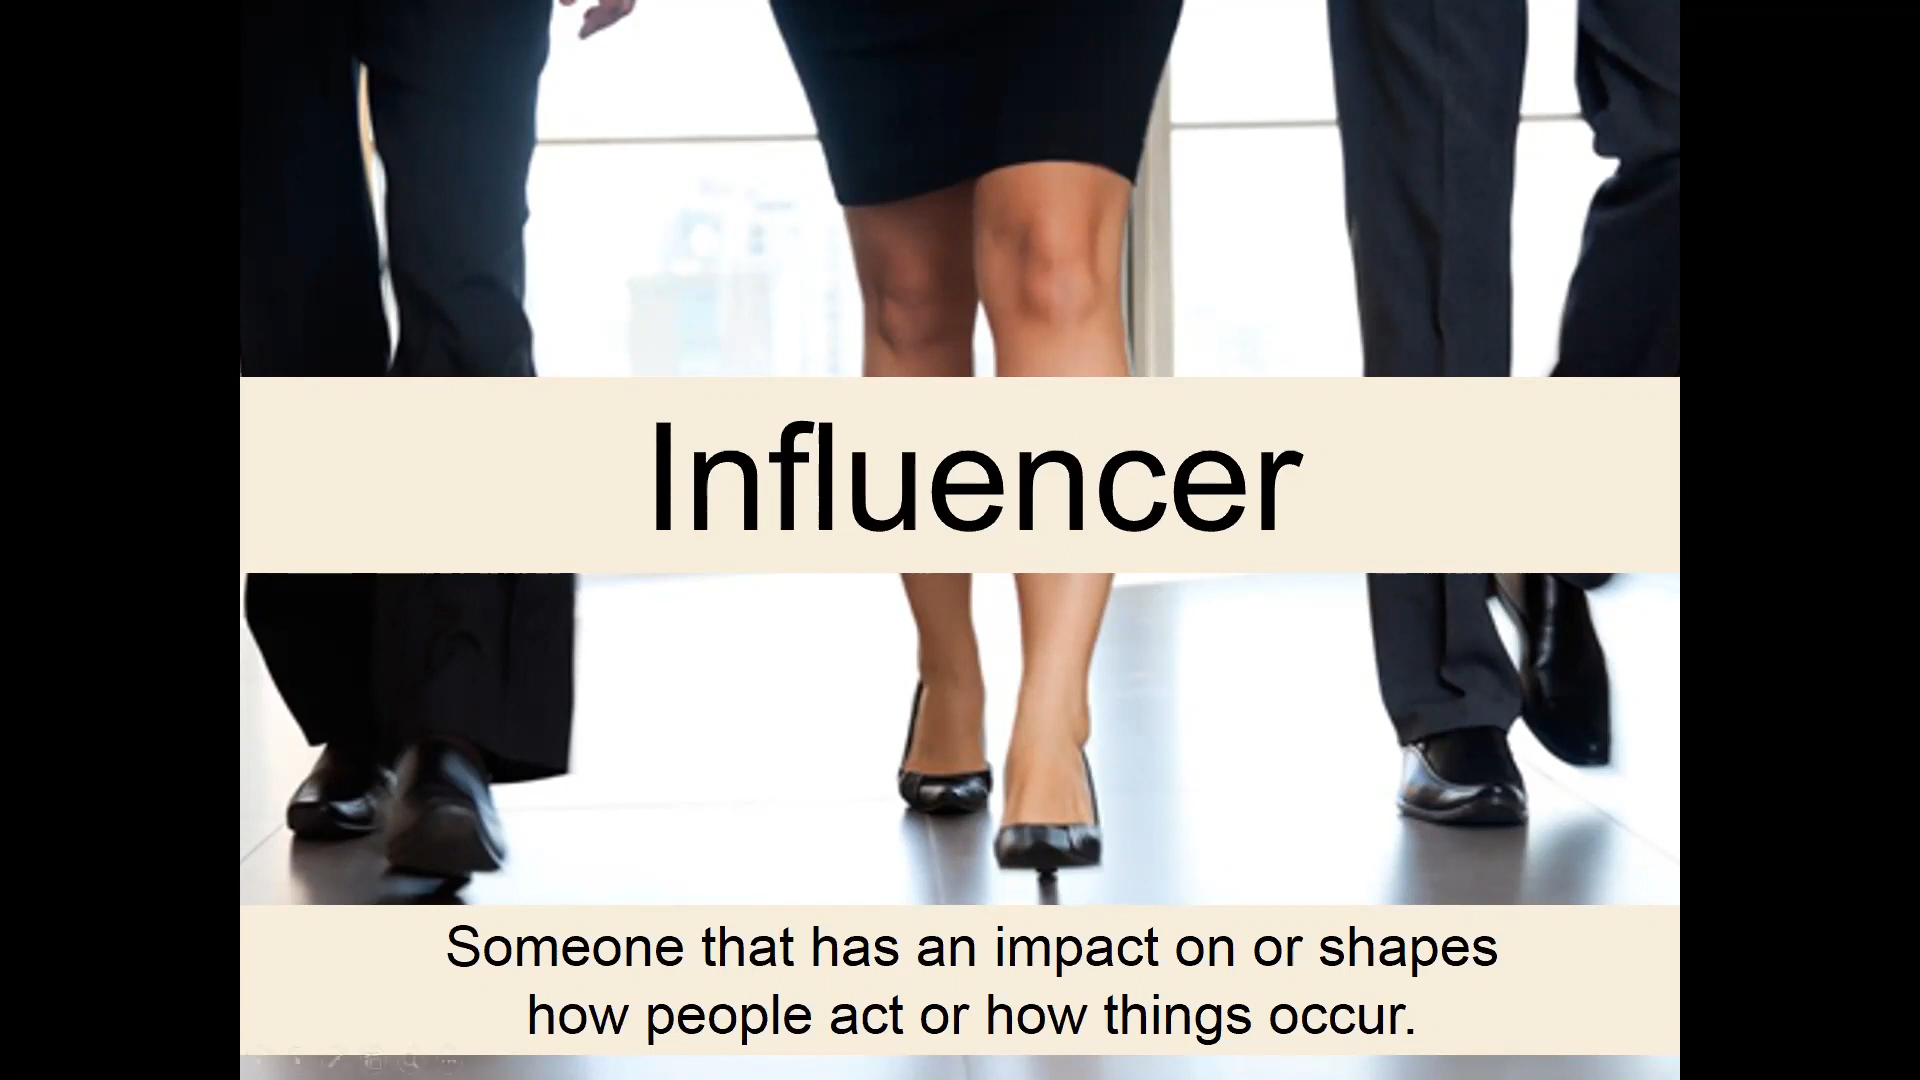 Influencer
Someone that has an impact on or shapes
how people act or how things occur.